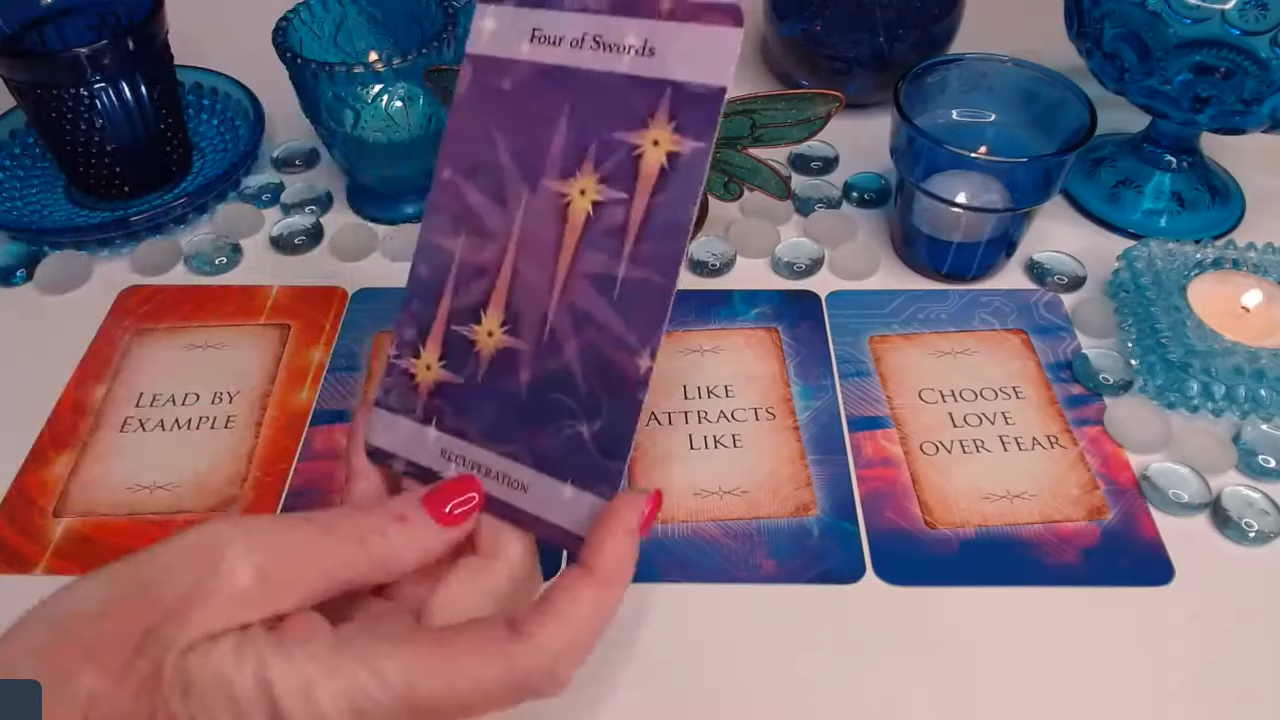 Four of Swords
RECUPERATION
LEAD BY
EXAMPLE
LIKE
ATTRACTS
LIKE
CHOOSE
LOVE
OVER FEAR